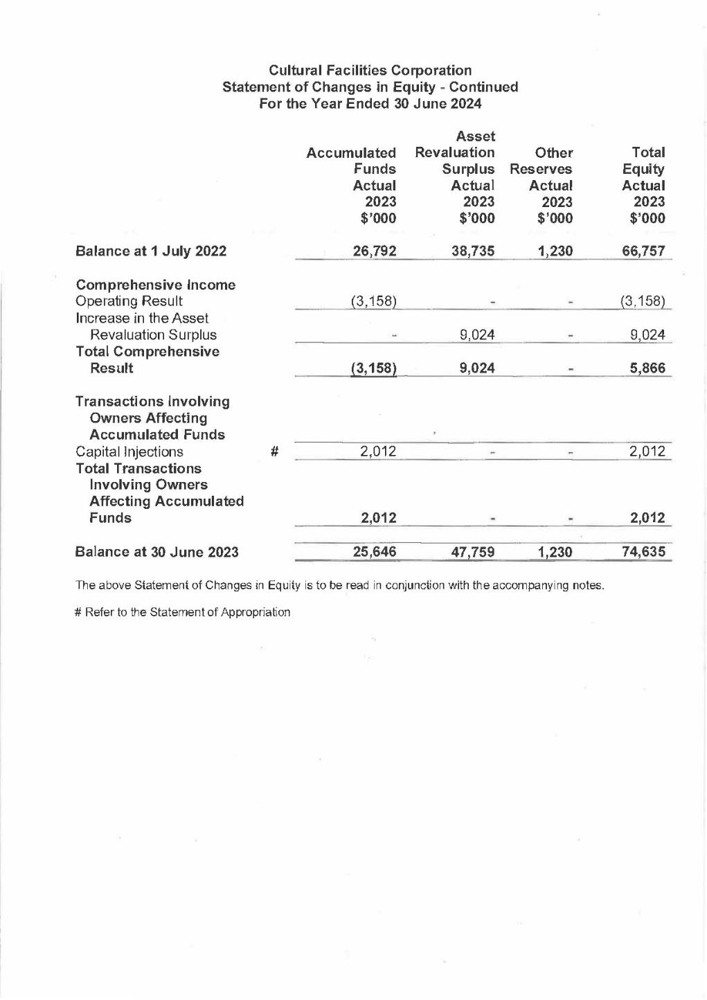 Cultural Facilities Corporation
Statement of Changes in Equity - Continued
For the Year Ended 30 June 2024
Asset
Accumulated Revaluation Other Total
Funds Surplus Reserves Equity
Actual Actual Actual Actual
2023 2023 2023 2023
$'000 $'000 $'000 $'000
Balance at 1 July 2022 26,792 38,735 1,230 66,757
Comprehensive Income
Operating Result (3,158) - - (3,158)
Increase in the Asset
Revaluation Surplus - 9,024 - 9,024
Total Comprehensive
Result (3,158) 9,024 - 5,866
Transactions Involving
Owners Affecting
Accumulated Funds
Capital Injections # 2,012 - - 2,012
Total Transactions
Involving Owners
Affecting Accumulated
Funds 2,012 - - 2,012
Balance at 30 June 2023 25,646 47,759 1,230 74,635
The above Statement of Changes in Equity is to be read in conjunction with the accompanying notes.
# Refer to the Statement of Appropriation